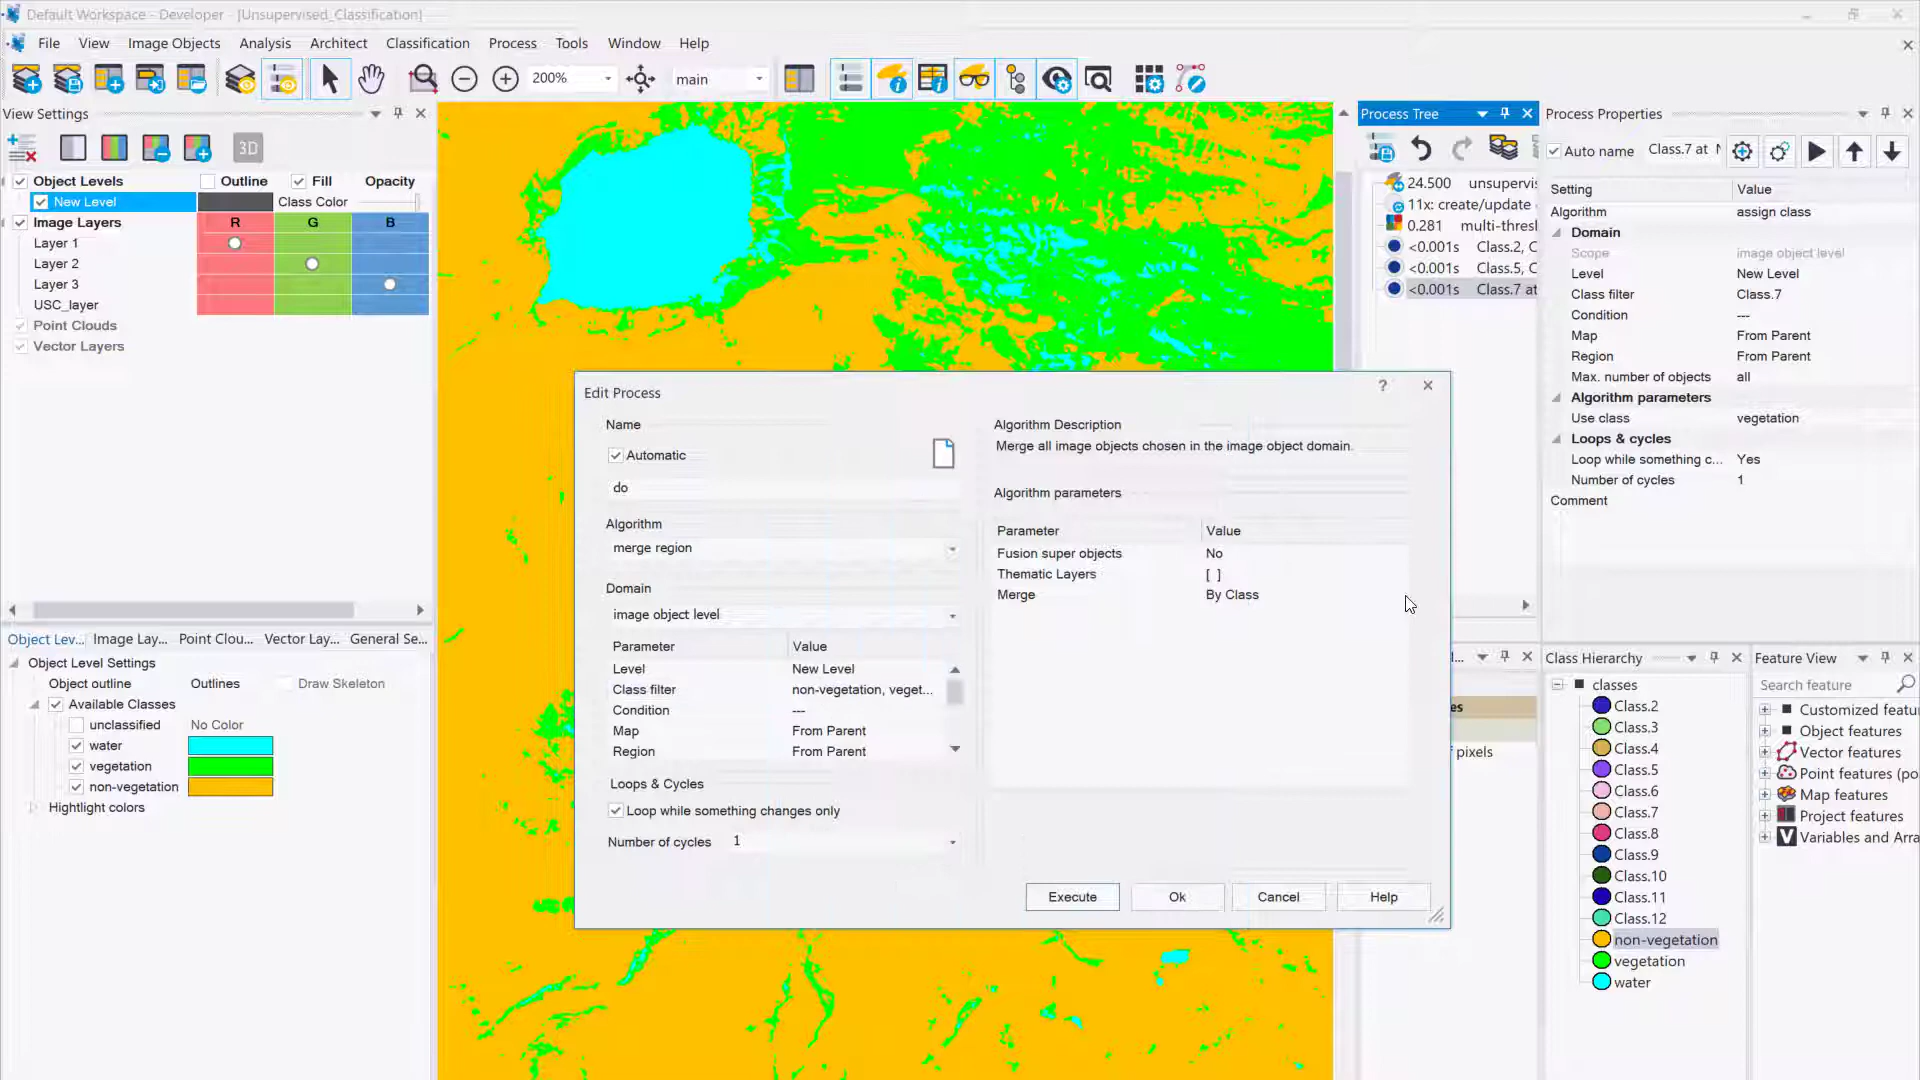 Default Workspace - Developer - [Unsupervised_Classification]
File View Image Objects Analysis Architect Classification Process Tools Window Help
200% main
View Settings
3D
Object Levels Outline Fill Opacity
New Level Class Color
Image Layers R G B
Layer 1
Layer 2
Layer 3
USC_layer
Point Clouds
Vector Layers
Object Lev... Image Lay... Point Clou... Vector Lay... General Se...
Object Level Settings
Object outline Outlines Draw Skeleton
Available Classes
unclassified No Color
water
vegetation
non-vegetation
Highlight colors
Edit Process
Name
Automatic
do
Algorithm
merge region
Domain
image object level
Parameter Value
Level New Level
Class filter non-vegetation, veget...
Condition ---
Map From Parent
Region From Parent
Loops & Cycles
Loop while something changes only
Number of cycles 1
Algorithm Description
Merge all image objects chosen in the image object domain.
Algorithm parameters
Parameter Value
Fusion super objects No
Thematic Layers [ ]
Merge By Class
Execute Ok Cancel Help
Process Tree
24.500 unsupervis
11x: create/update
0.281 multi-thresl
<0.001s Class.2, C
<0.001s Class.5, C
<0.001s Class.7 at
...
es
pixels
Process Properties
Auto name Class.7 at
Setting Value
Algorithm assign class
Domain
Scope image object level
Level New Level
Class filter Class.7
Condition ---
Map From Parent
Region From Parent
Max. number of objects all
Algorithm parameters
Use class vegetation
Loops & cycles
Loop while something c... Yes
Number of cycles 1
Comment
Class Hierarchy
classes
Class.2
Class.3
Class.4
Class.5
Class.6
Class.7
Class.8
Class.9
Class.10
Class.11
Class.12
non-vegetation
vegetation
water
Feature View
Search feature
Customized featu
Object features
Vector features
Point features (po
Map features
Project features
Variables and Arra